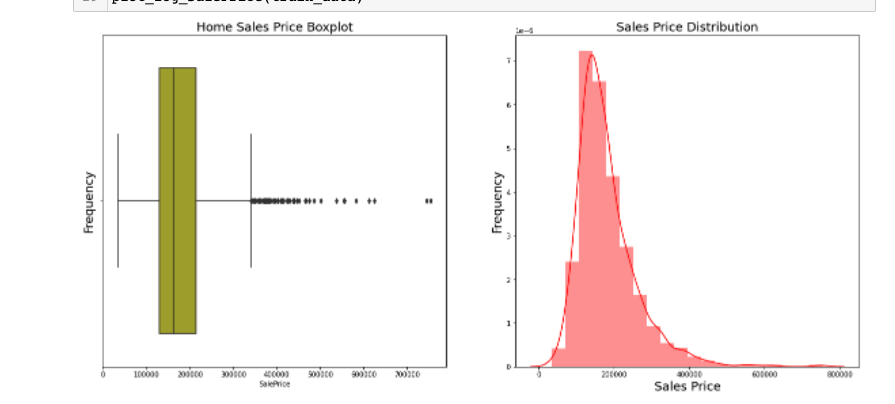 Home Sales Price Boxplot
Frequency
0 100000 200000 300000 400000 500000 600000 700000
SalePrice
Sales Price Distribution
1e-6
Frequency
7
6
5
4
3
2
1
0
0 200000 400000 600000 800000
Sales Price